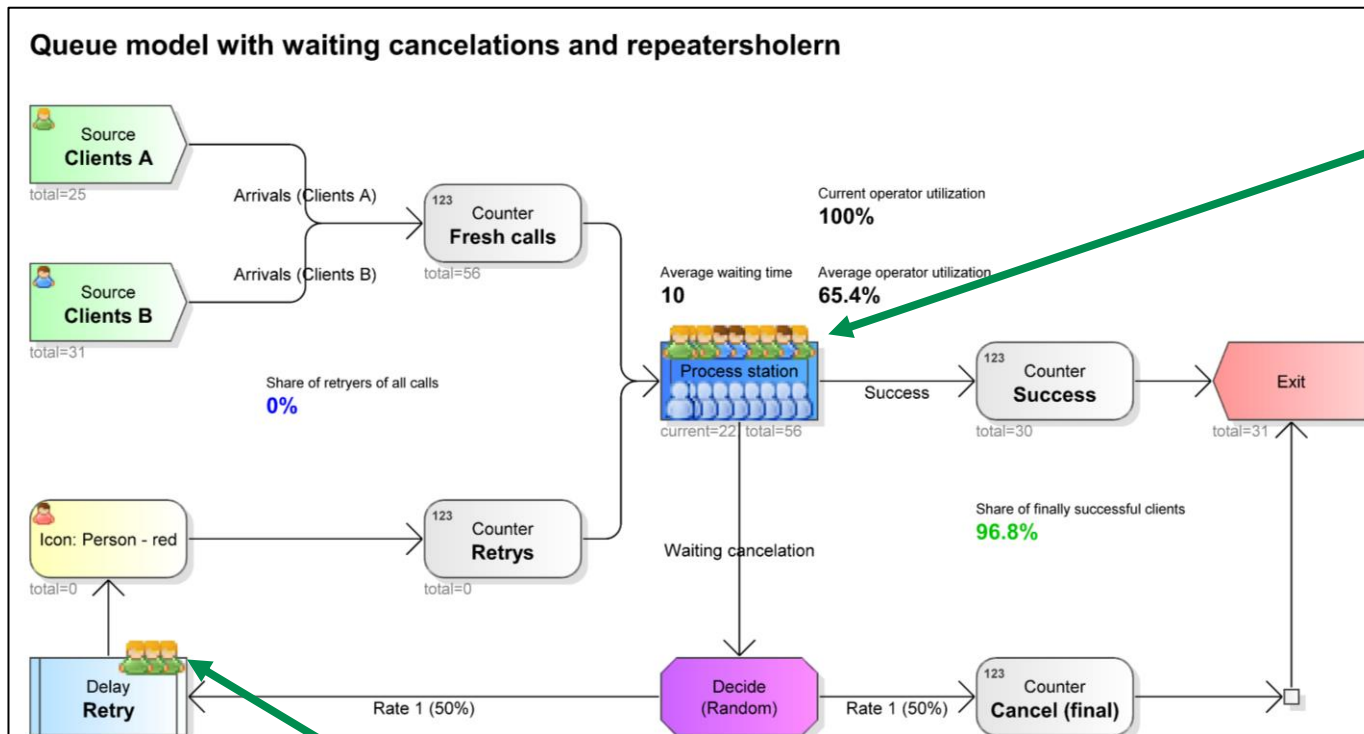 Queue model with waiting cancelations and repeatersholern
Source
Clients A
total=25
Arrivals (Clients A)
123
Counter
Fresh calls
total=56
Current operator utilization
100%
Source
Clients B
total=31
Arrivals (Clients B)
Average waiting time
10
Average operator utilization
65.4%
Share of retryers of all calls
0%
Process station
current=22, total=56
Success
123
Counter
Success
total=30
Exit
total=31
Icon: Person - red
total=0
123
Counter
Retrys
total=0
Waiting cancelation
Share of finally successful clients
96.8%
Delay
Retry
Rate 1 (50%)
Decide
(Random)
Rate 1 (50%)
123
Counter
Cancel (final)